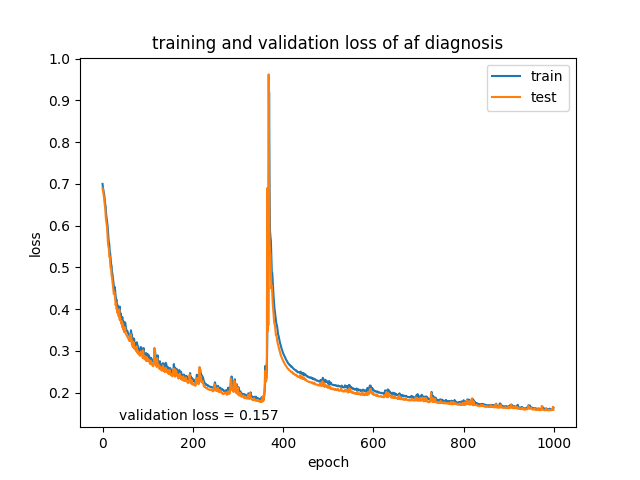 training and validation loss of af diagnosis
1.0
0.9
0.8
0.7
0.6
0.5
0.4
0.3
0.2
loss
train
test
validation loss = 0.157
0 200 400 600 800 1000
epoch